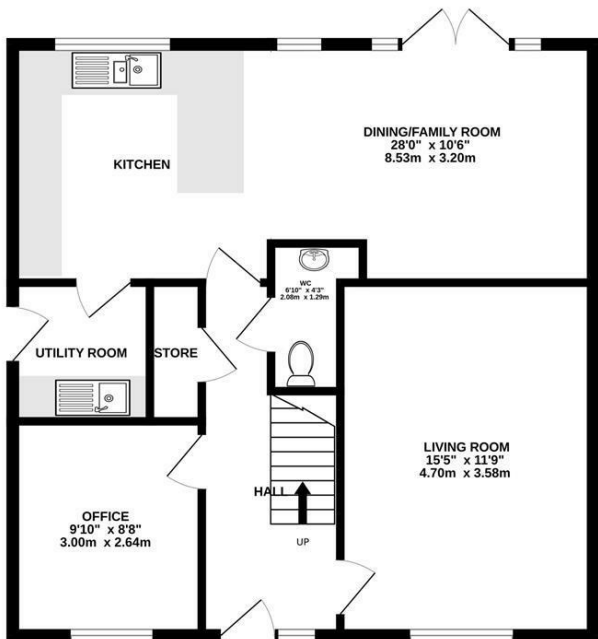 DINING/FAMILY ROOM
28'0" x 10'6"
8.53m x 3.20m
KITCHEN
WC
6'10" x 4'3"
2.08m x 1.29m
UTILITY ROOM
STORE
LIVING ROOM
15'5" x 11'9"
4.70m x 3.58m
HALL
OFFICE
9'10" x 8'8"
3.00m x 2.64m
UP